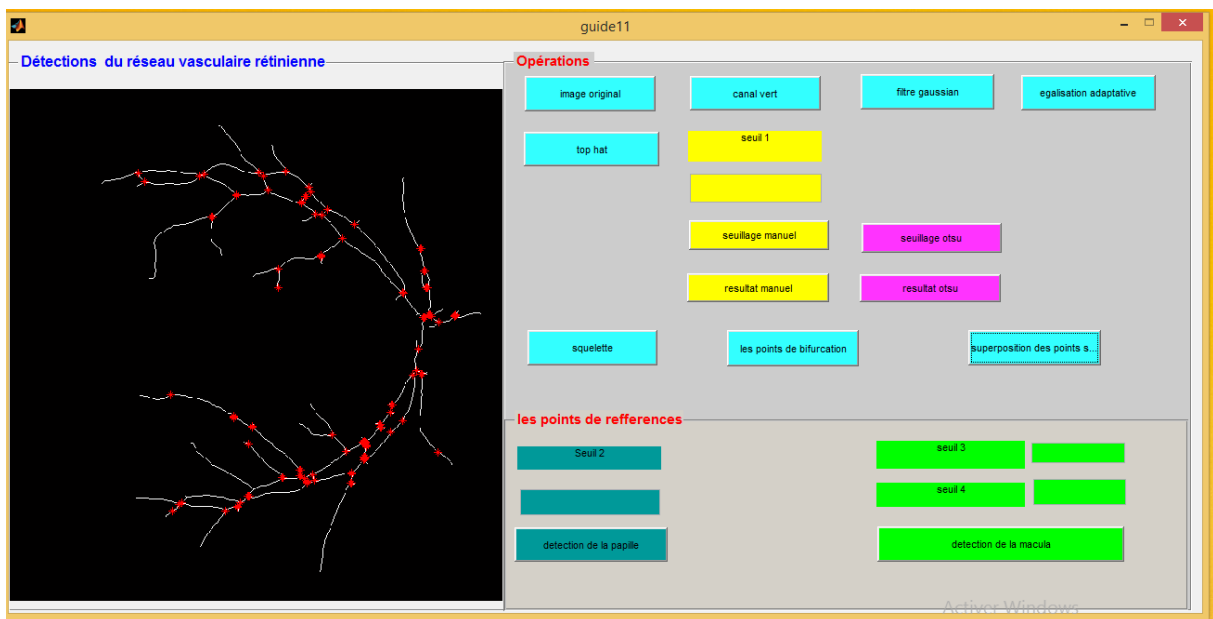 guide11
Détections du réseau vasculaire rétinienne
Opérations
image original
canal vert
filtre gaussian
egalisation adaptative
top hat
seuil 1
seuillage manuel
seuillage otsu
resultat manuel
resultat otsu
squelette
les points de bifurcation
superposition des points s...
les points de refferences
Seuil 2
seuil 3
seuil 4
detection de la papille
detection de la macula
Activer Windows